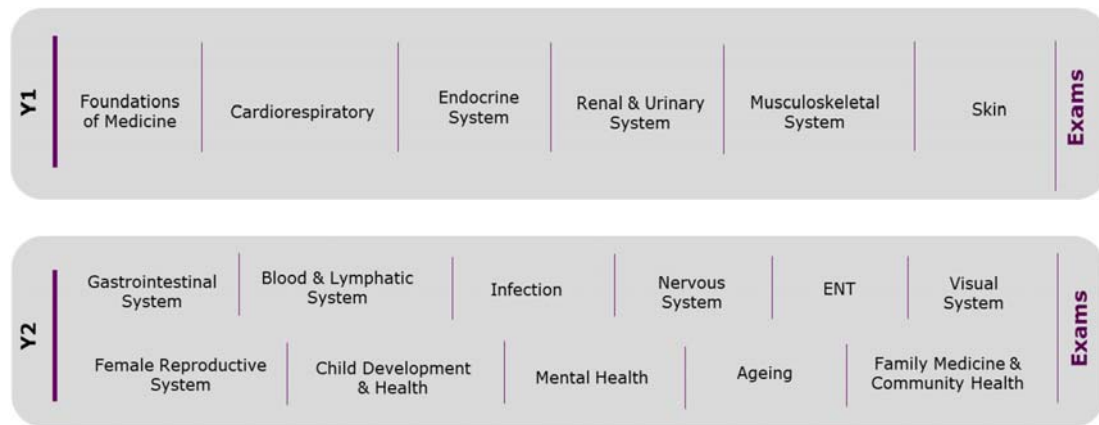 Y1
Foundations
of Medicine
Cardiorespiratory
Endocrine
System
Renal & Urinary
System
Musculoskeletal
System
Skin
Exams
Y2
Gastrointestinal
System
Blood & Lymphatic
System
Infection
Nervous
System
ENT
Visual
System
Female Reproductive
System
Child Development
& Health
Mental Health
Ageing
Family Medicine &
Community Health
Exams